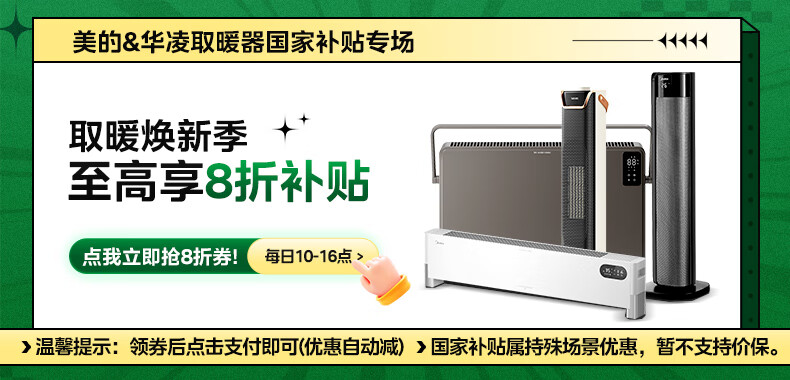 美的&华凌取暖器国家补贴专场
取暖焕新季
至高享8折补贴
点我立即抢8折券!
每日10-16点 >
温馨提示：领券后点击支付即可(优惠自动减)
国家补贴属持殊场景优惠，暂不支持价保。